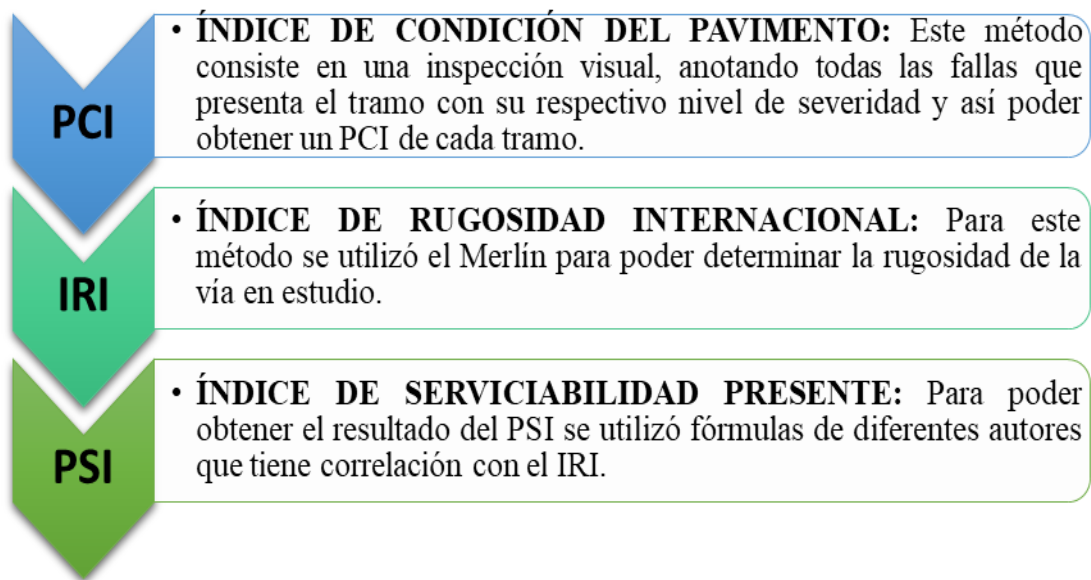 PCI
• ÍNDICE DE CONDICIÓN DEL PAVIMENTO: Este método
consiste en una inspección visual, anotando todas las fallas que
presenta el tramo con su respectivo nivel de severidad y así poder
obtener un PCI de cada tramo.
IRI
• ÍNDICE DE RUGOSIDAD INTERNACIONAL: Para este
método se utilizó el Merlín para poder determinar la rugosidad de la
vía en estudio.
PSI
• ÍNDICE DE SERVICIABILIDAD PRESENTE: Para poder
obtener el resultado del PSI se utilizó fórmulas de diferentes autores
que tiene correlación con el IRI.